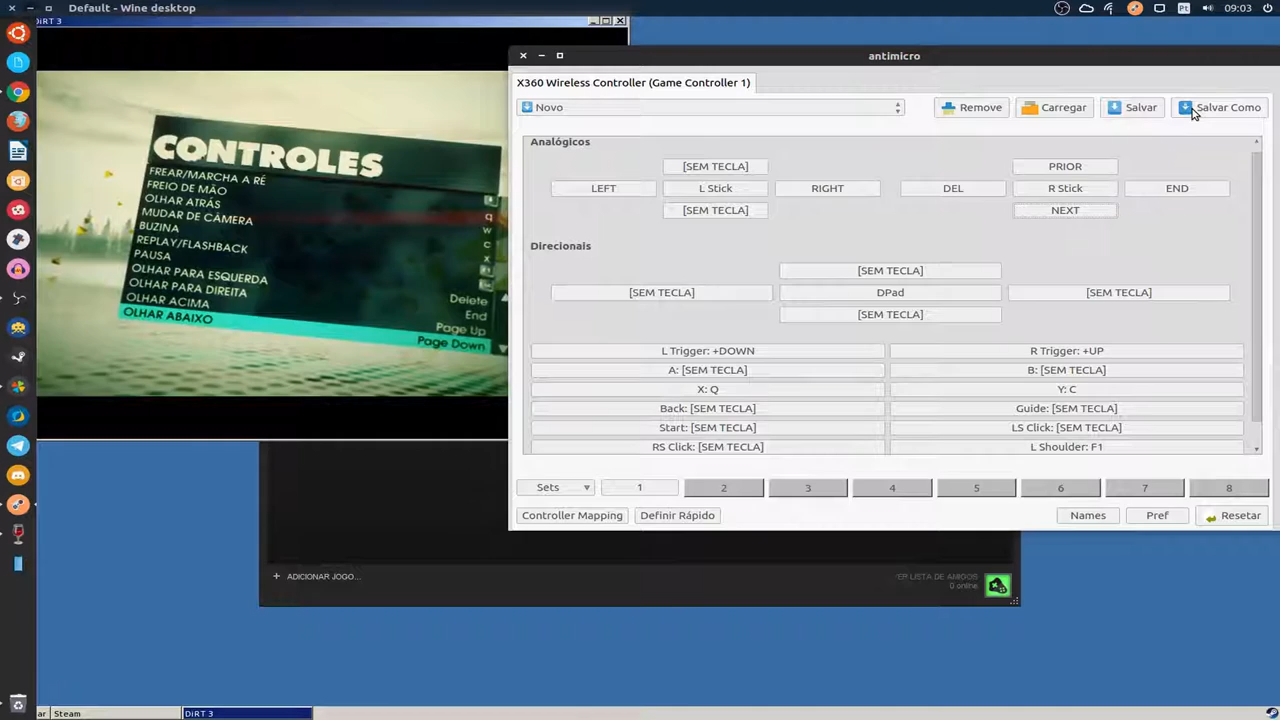 Default - Wine desktop
Pt
09:03
DiRT 3
antimicro
X360 Wireless Controller (Game Controller 1)
Novo
Remove
Carregar
Salvar
Salvar Como
CONTROLES
FREAR/MARCHA A RÉ
FREIO DE MÃO
OLHAR ATRÁS
q
MUDAR DE CÂMERA
w
BUZINA
c
REPLAY/FLASHBACK
x
PAUSA
OLHAR PARA ESQUERDA
Delete
OLHAR PARA DIREITA
End
OLHAR ACIMA
Page Up
OLHAR ABAIXO
Page Down
Analógicos
[SEM TECLA]
PRIOR
LEFT
L Stick
RIGHT
DEL
R Stick
END
[SEM TECLA]
NEXT
Direcionais
[SEM TECLA]
[SEM TECLA]
DPad
[SEM TECLA]
[SEM TECLA]
L Trigger: +DOWN
R Trigger: +UP
A: [SEM TECLA]
B: [SEM TECLA]
X: Q
Y: C
Back: [SEM TECLA]
Guide: [SEM TECLA]
Start: [SEM TECLA]
LS Click: [SEM TECLA]
RS Click: [SEM TECLA]
L Shoulder: F1
Sets
1
2
3
4
5
6
7
8
Controller Mapping
Definir Rápido
Names
Pref
Resetar
+ ADICIONAR JOGO...
ER LISTA DE AMIGOS
0 online
ar
Steam
DiRT 3